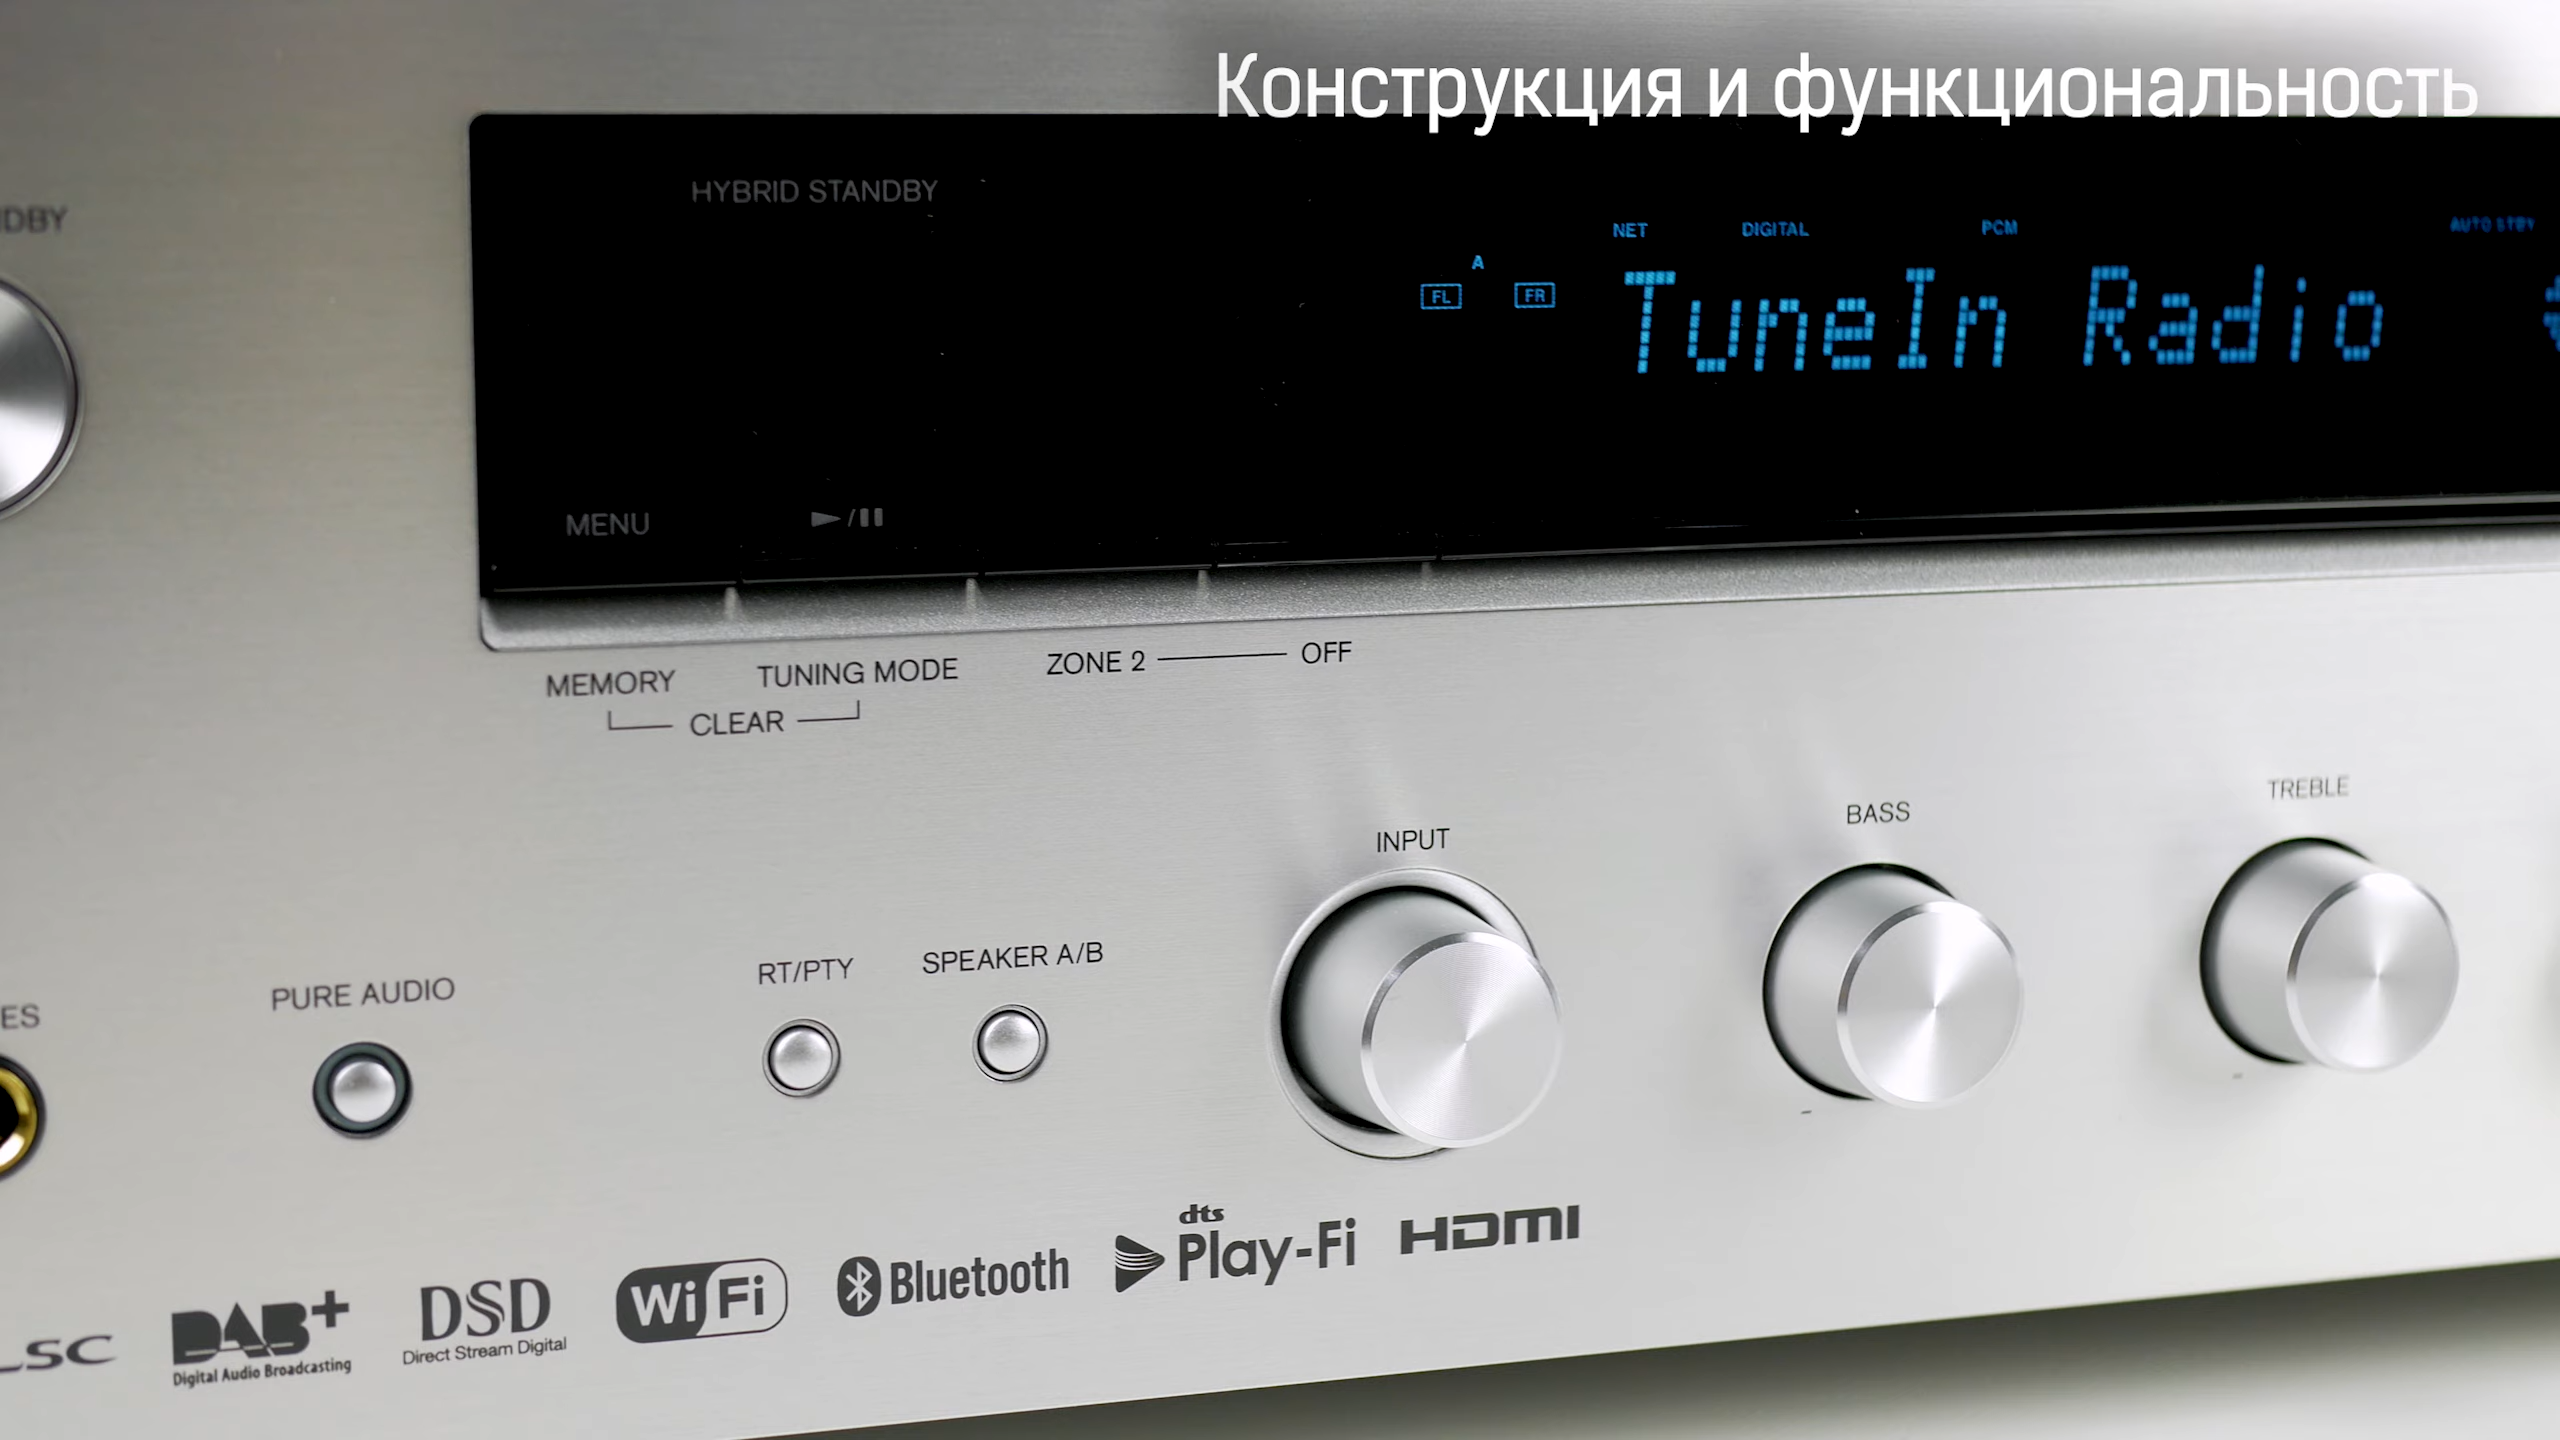 Конструкция и функциональность
HYBRID STANDBY
NET DIGITAL PCM AUTO STBY
A
FL FR
TuneIn Radio
MENU
MEMORY TUNING MODE ZONE 2 OFF
CLEAR
INPUT BASS TREBLE
PURE AUDIO RT/PTY SPEAKER A/B
DAB+
Digital Audio Broadcasting
DSD
Direct Stream Digital
WiFi
Bluetooth
dts
Play-Fi
HDMI